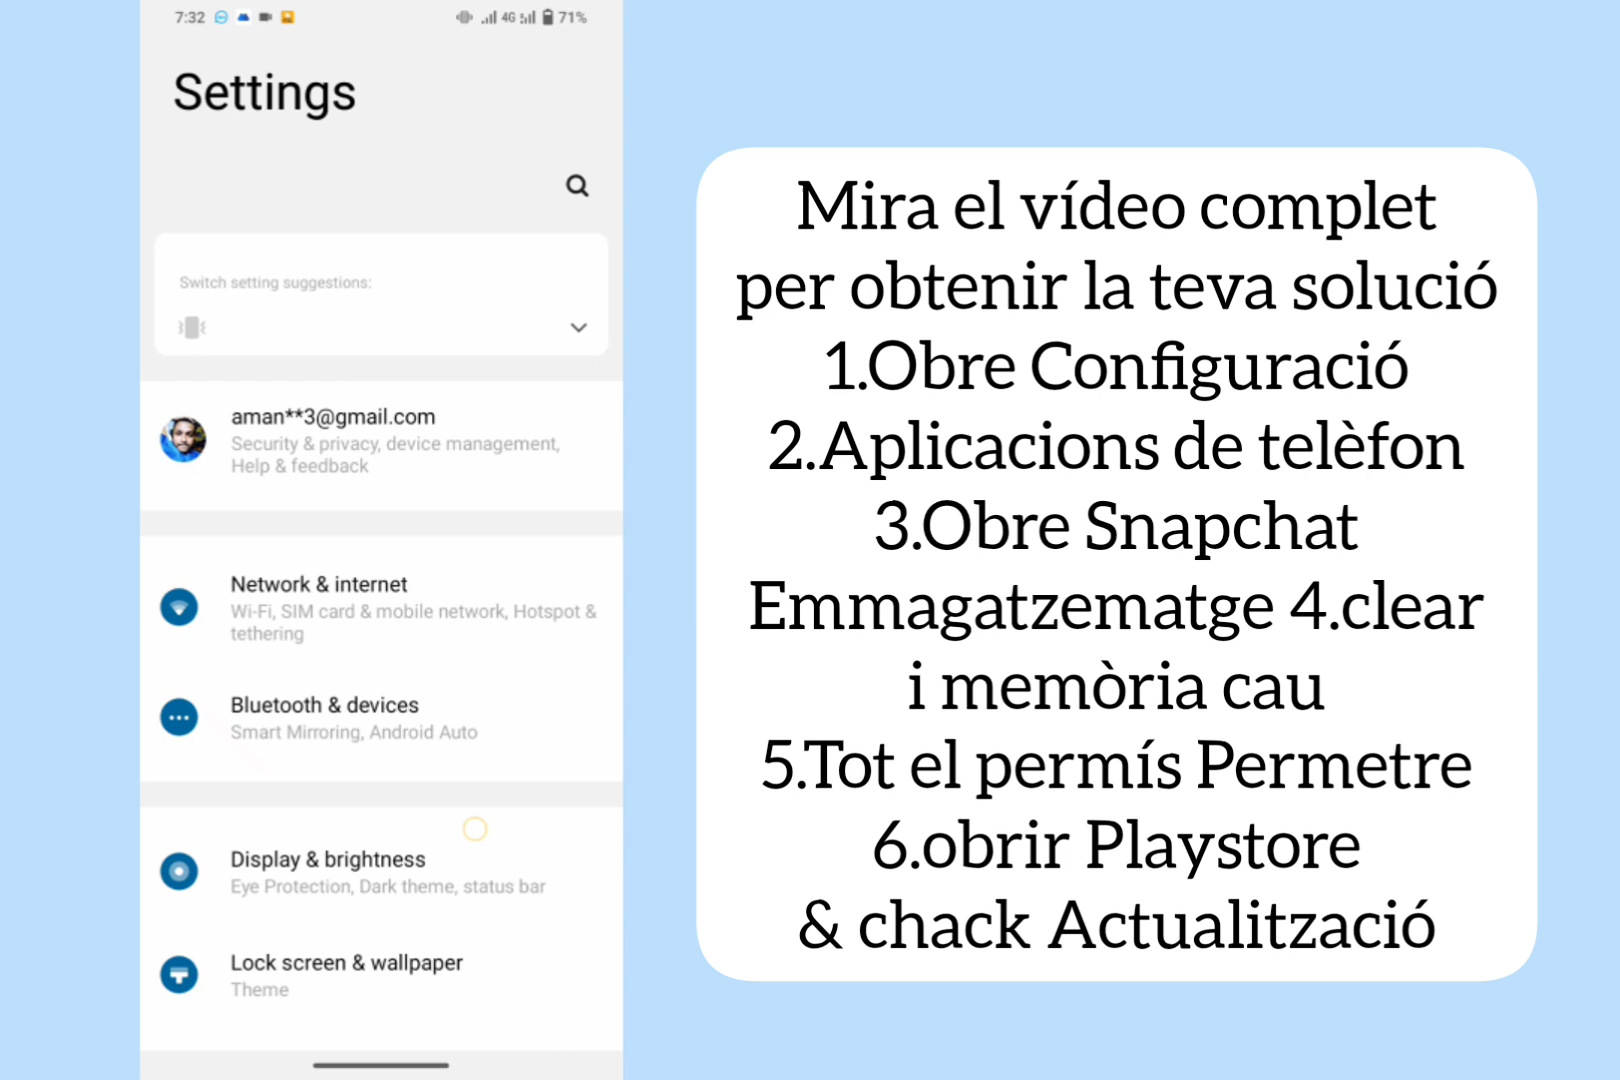 7:32
4G 71%
Settings
Switch setting suggestions:
aman**3@gmail.com
Security & privacy, device management,
Help & feedback
Network & internet
Wi-Fi, SIM card & mobile network, Hotspot &
tethering
Bluetooth & devices
Smart Mirroring, Android Auto
Display & brightness
Eye Protection, Dark theme, status bar
Lock screen & wallpaper
Theme
Mira el vídeo complet
per obtenir la teva solució
1.Obre Configuració
2.Aplicacions de telèfon
3.Obre Snapchat
Emmagatzematge 4.clear
i memòria cau
5.Tot el permís Permetre
6.obrir Playstore
& chack Actualització